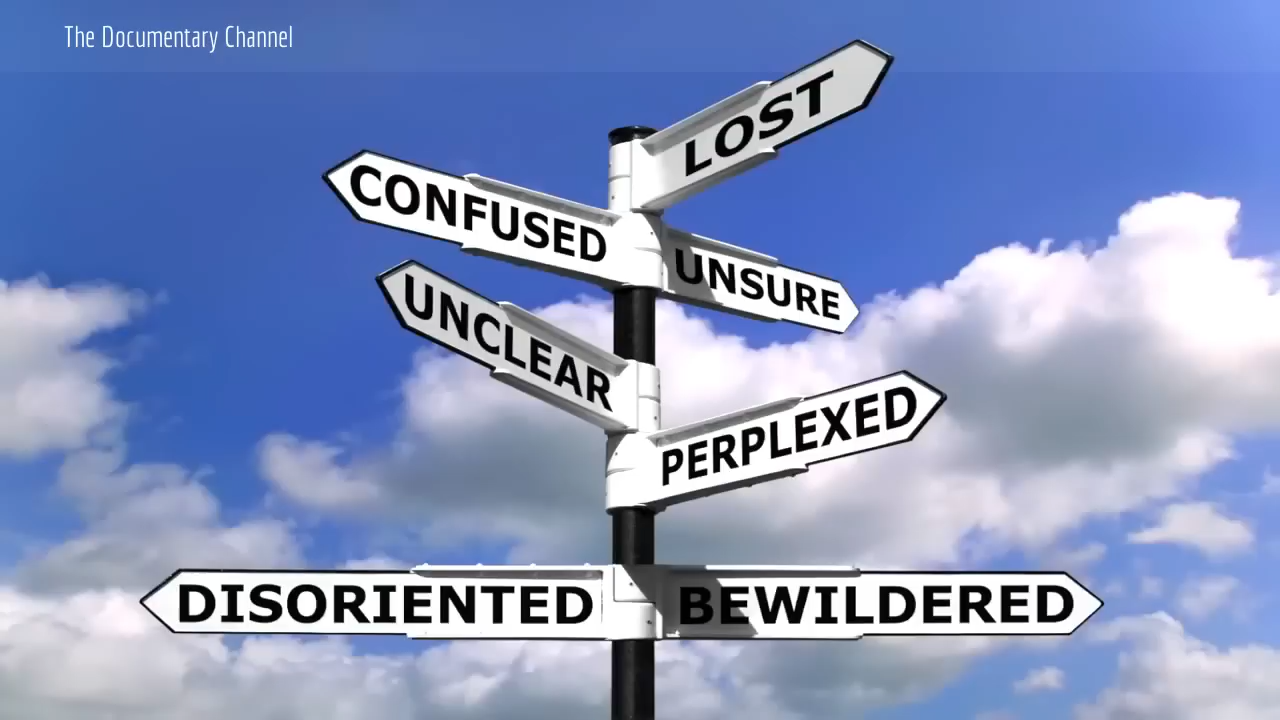 The Documentary Channel
LOST
CONFUSED
UNSURE
UNCLEAR
PERPLEXED
DISORIENTED
BEWILDERED